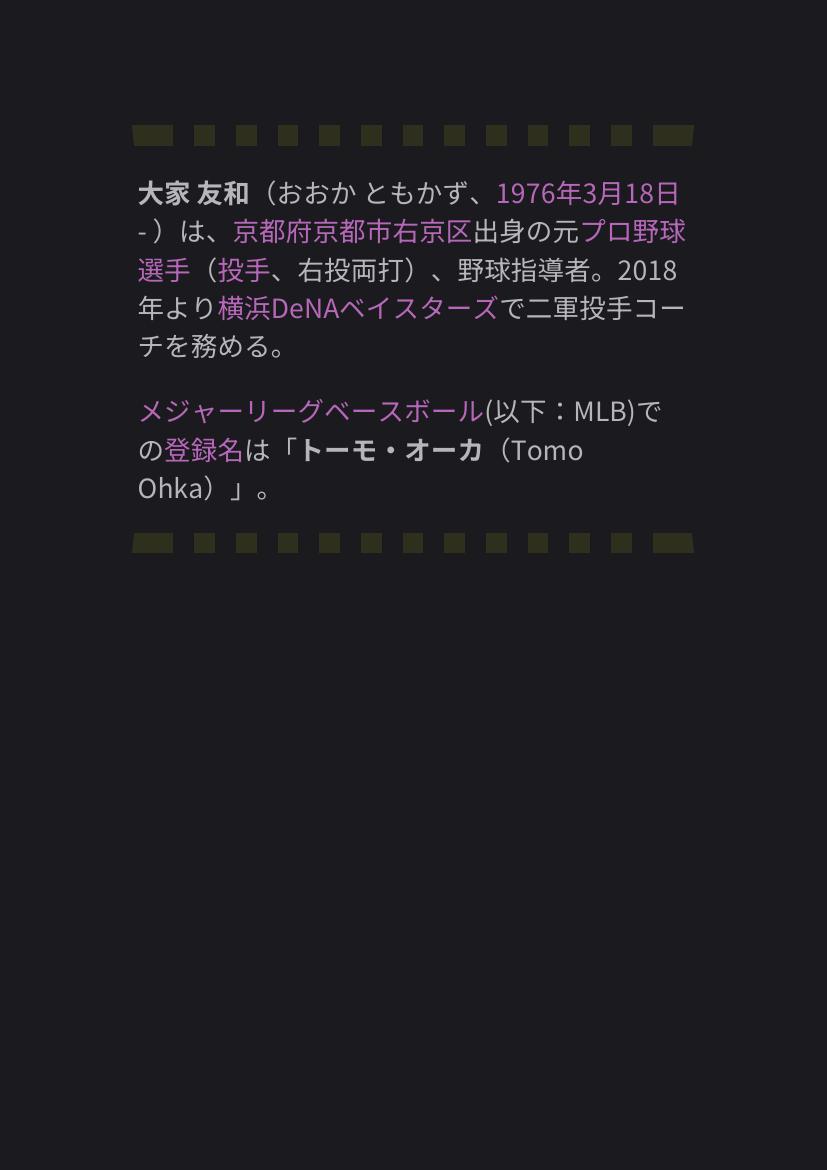 大家 友和（おおか ともかず、1976年3月18日
- ）は、京都府京都市右京区出身の元プロ野球
選手（投手、右投両打）、野球指導者。2018
年より横浜DeNAベイスターズで二軍投手コー
チを務める。
メジャーリーグベースボール(以下：MLB)で
の登録名は「トーモ・オーカ（Tomo
Ohka）」。